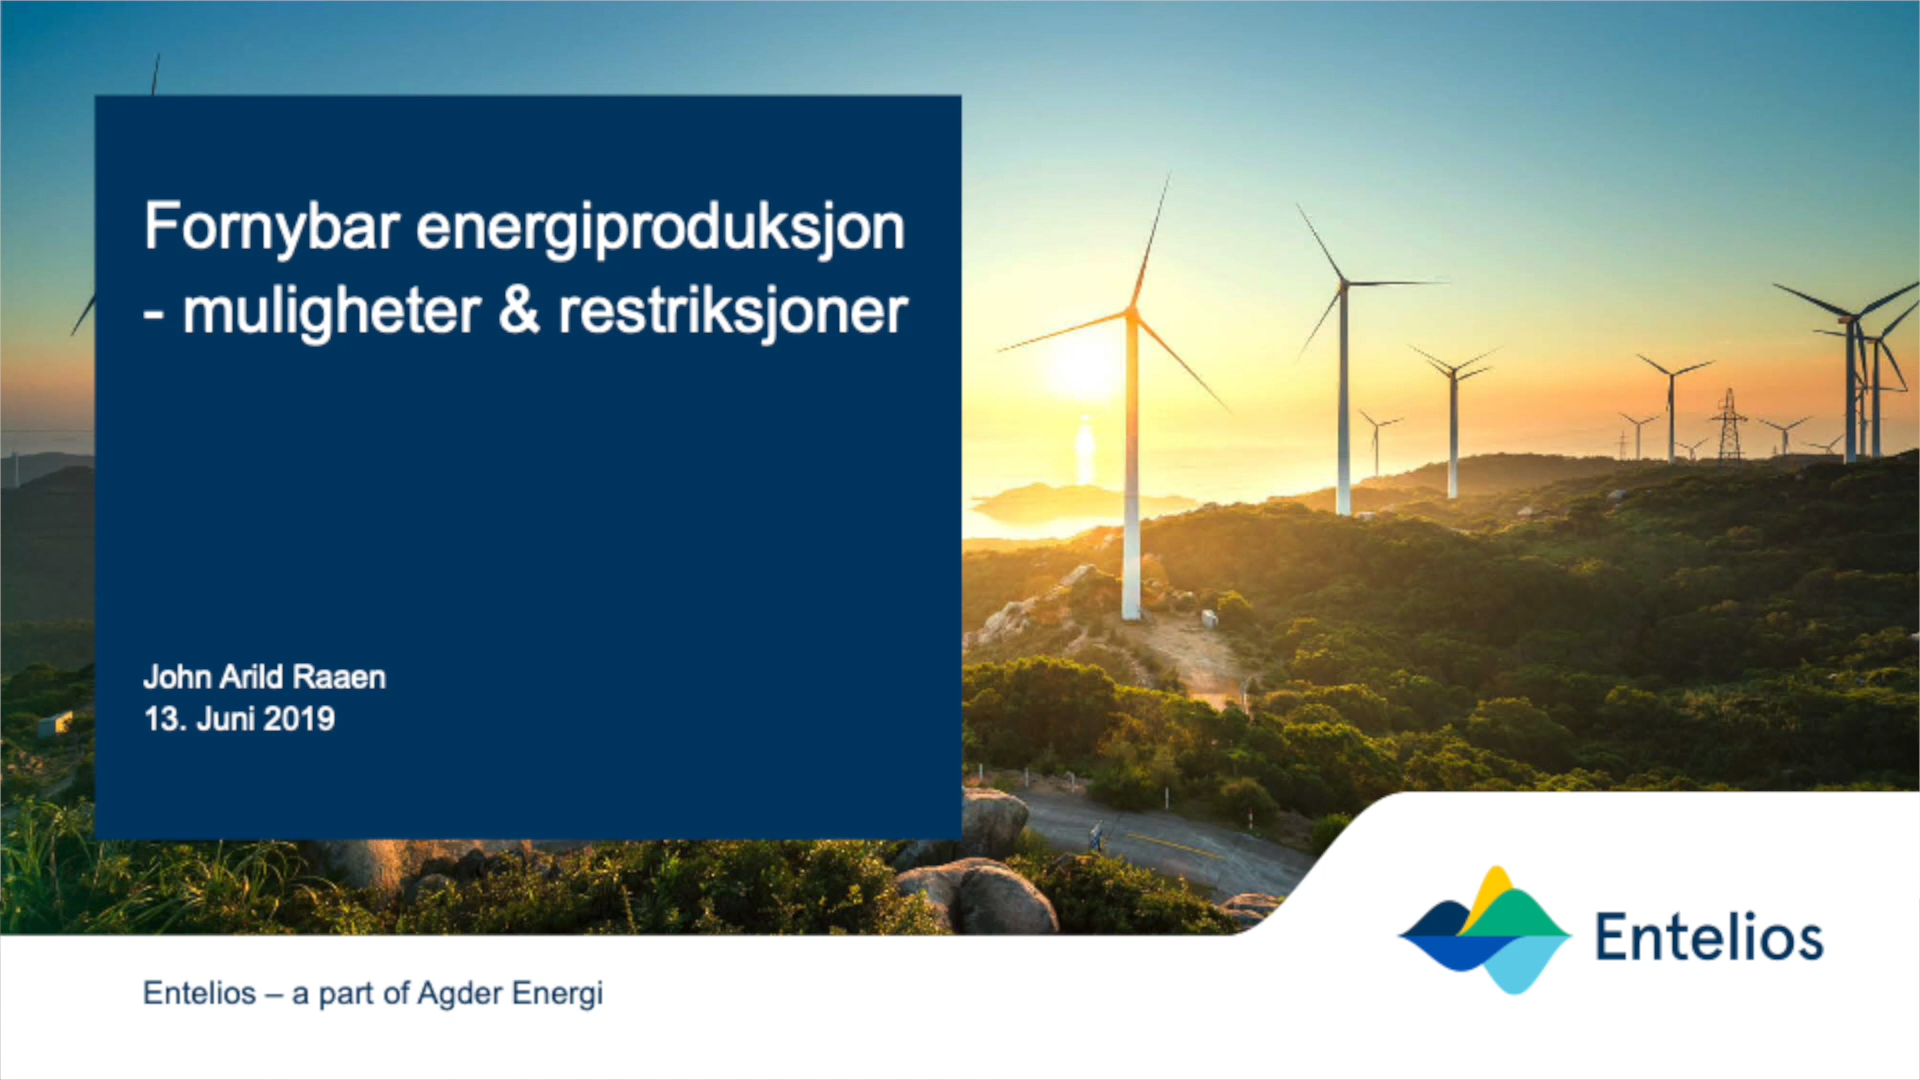 Fornybar energiproduksjon
- muligheter & restriksjoner
John Arild Raaen
13. Juni 2019
Entelios – a part of Agder Energi
Entelios